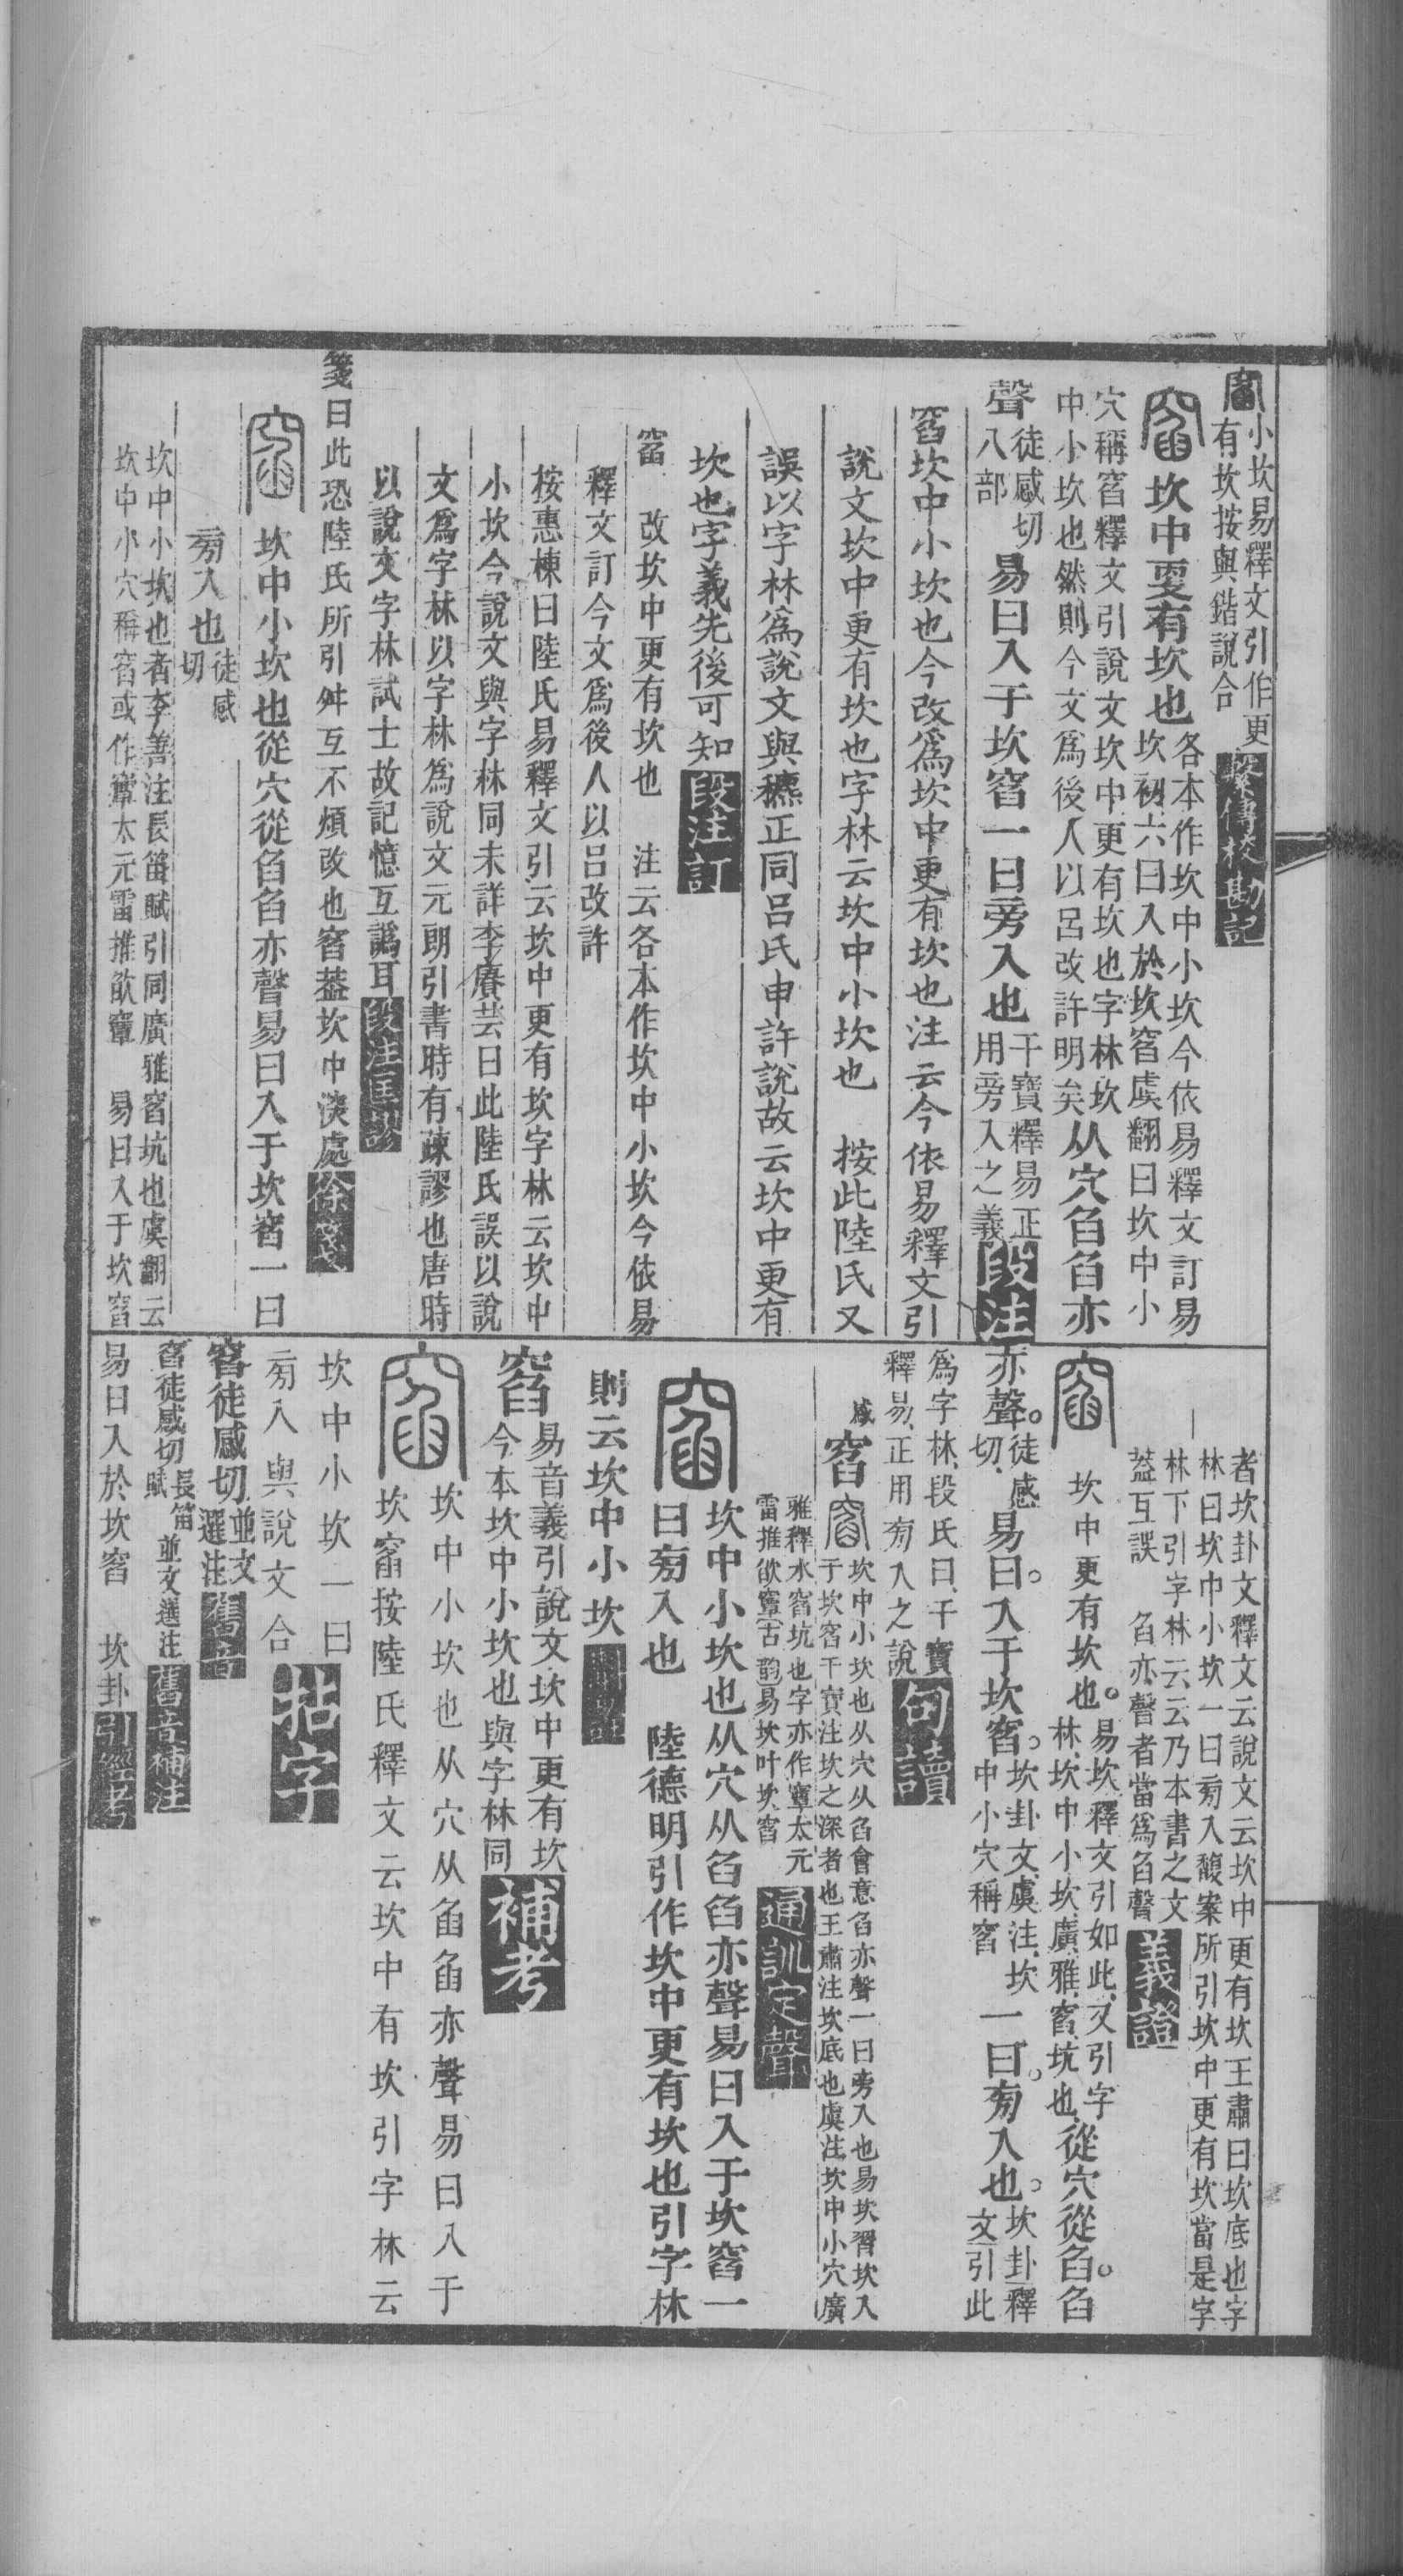 窞小坎易釋文引作更
有坎按與鍇說合繫傳校勘記
窞坎中更有坎也各本作坎中小坎今依易釋文訂易
坎初六曰入於坎窞虞翻曰坎中小
穴稱窞釋文引說文坎中更有坎也字林坎
中小坎也然則今文爲後人以呂改許明矣从穴臽臽亦
聲徒感切
八部易曰入于坎窞一曰旁入也干寶釋易正
用旁入之義段注
窞坎中小坎也今改爲坎中更有坎也注云今依易釋文引
說文坎中更有坎也字林云坎中小坎也 按此陸氏又
誤以字林爲說文與穮正同呂氏申許說故云坎中更有
坎也字義先後可知段注訂
窞 改坎中更有坎也 注云各本作坎中小坎今依易
釋文訂今文爲後人以呂改許
按惠棟曰陸氏易釋文引云坎中更有坎字林云坎中
小坎今說文與字林同未詳李賡芸曰此陸氏誤以說
文爲字林以字林爲說文元朗引書時有疎謬也唐時
以說文字林試士故記憶互譌耳段注匡謬
箋曰此恐陸氏所引舛互不煩改也窞葢坎中深處徐箋
窞坎中小坎也從穴從臽臽亦聲易曰入于坎窞一曰
㫄入也徒感
切
坎中小坎也者李善注長笛賦引同廣雅窞坑也虞翻云
坎中小穴稱窞或作竷太元雷推欿竷 易曰入于坎窞
者坎卦文釋文云說文云坎中更有坎王肅曰坎底也字
林曰坎中小坎一曰㫄入馥案所引坎中更有坎當是字
林下引字林云云乃本書之文
葢互誤 臽亦聲者當爲臽聲義證
窞 坎中更有坎也易坎釋文引如此又引字
林坎中小坎廣雅窞坑也從穴從臽臽
亦聲徒感
切易曰入于坎窞坎卦文虞注坎
中小穴稱窞一曰㫄入也坎卦釋
文引此
爲字林段氏曰干寶
釋易正用㫄入之說句讀
感
窞窞坎中小坎也从穴从臽會意臽亦聲一曰旁入也易坎習坎入
于坎窞干寶注坎之深者也王肅注坎底也虞注坎中小穴廣
雅釋水窞坑也字亦作竷太元
雷推欿竷古韵易坎叶坎窞通訓定聲
窞坎中小坎也从穴从臽臽亦聲易曰入于坎窞一
曰㫄入也 陸德明引作坎中更有坎也引字林
則云坎中小坎
窞易音義引說文坎中更有坎
今本坎中小坎也與字林同補考
窞坎中小坎也从穴从臽臽亦聲易曰入于
坎窞按陸氏釋文云坎中有坎引字林云
坎中小坎一曰
㫄入與說文合拈字
窞徒感切並文
選注舊音
窞徒感切長笛
賦並文選注舊音補注
易曰入於坎窞 坎卦引經考